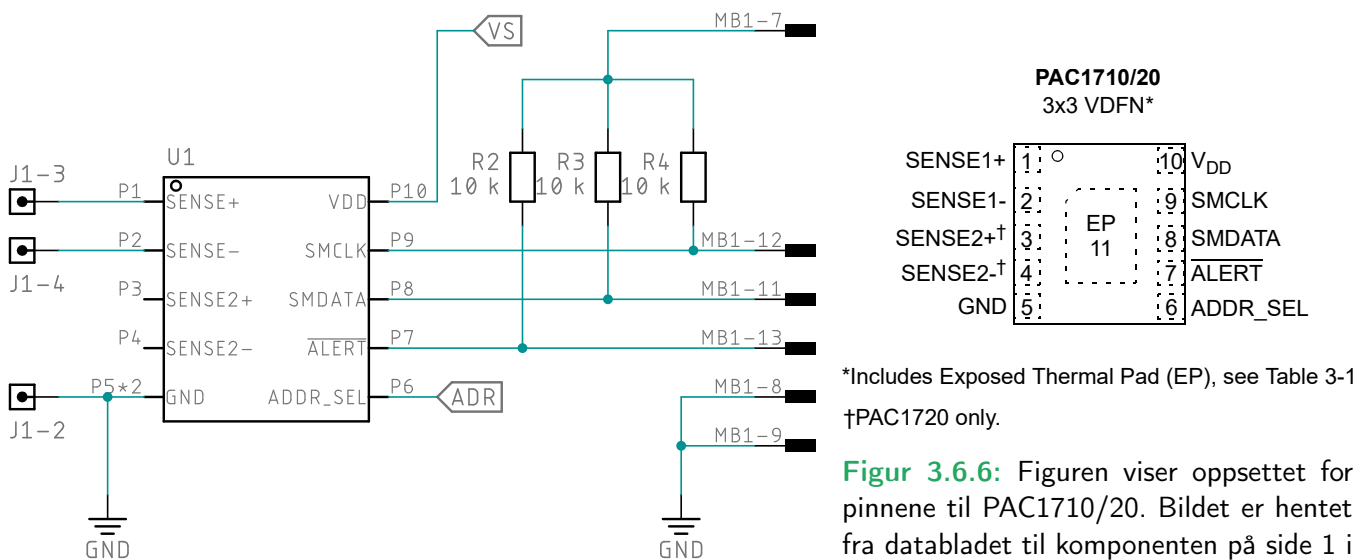 MB1-7
VS
U1
R2
10 k
R3
10 k
R4
10 k
J1-3
P1
SENSE+
VDD
P10
J1-4
P2
SENSE-
SMCLK
P9
MB1-12
P3
SENSE2+
SMDATA
P8
MB1-11
P4
SENSE2-
ALERT
P7
MB1-13
J1-2
P5*2
GND
ADDR_SEL
P6
ADR
MB1-8
MB1-9
GND
GND
PAC1710/20
3x3 VDFN*
SENSE1+ 1
10 VDD
SENSE1- 2
9 SMCLK
SENSE2+† 3
8 SMDATA
SENSE2-† 4
7 ALERT
GND 5
6 ADDR_SEL
EP
11
*Includes Exposed Thermal Pad (EP), see Table 3-1
†PAC1720 only.
Figur 3.6.6: Figuren viser oppsettet for
pinnene til PAC1710/20. Bildet er hentet
fra databladet til komponenten på side 1 i